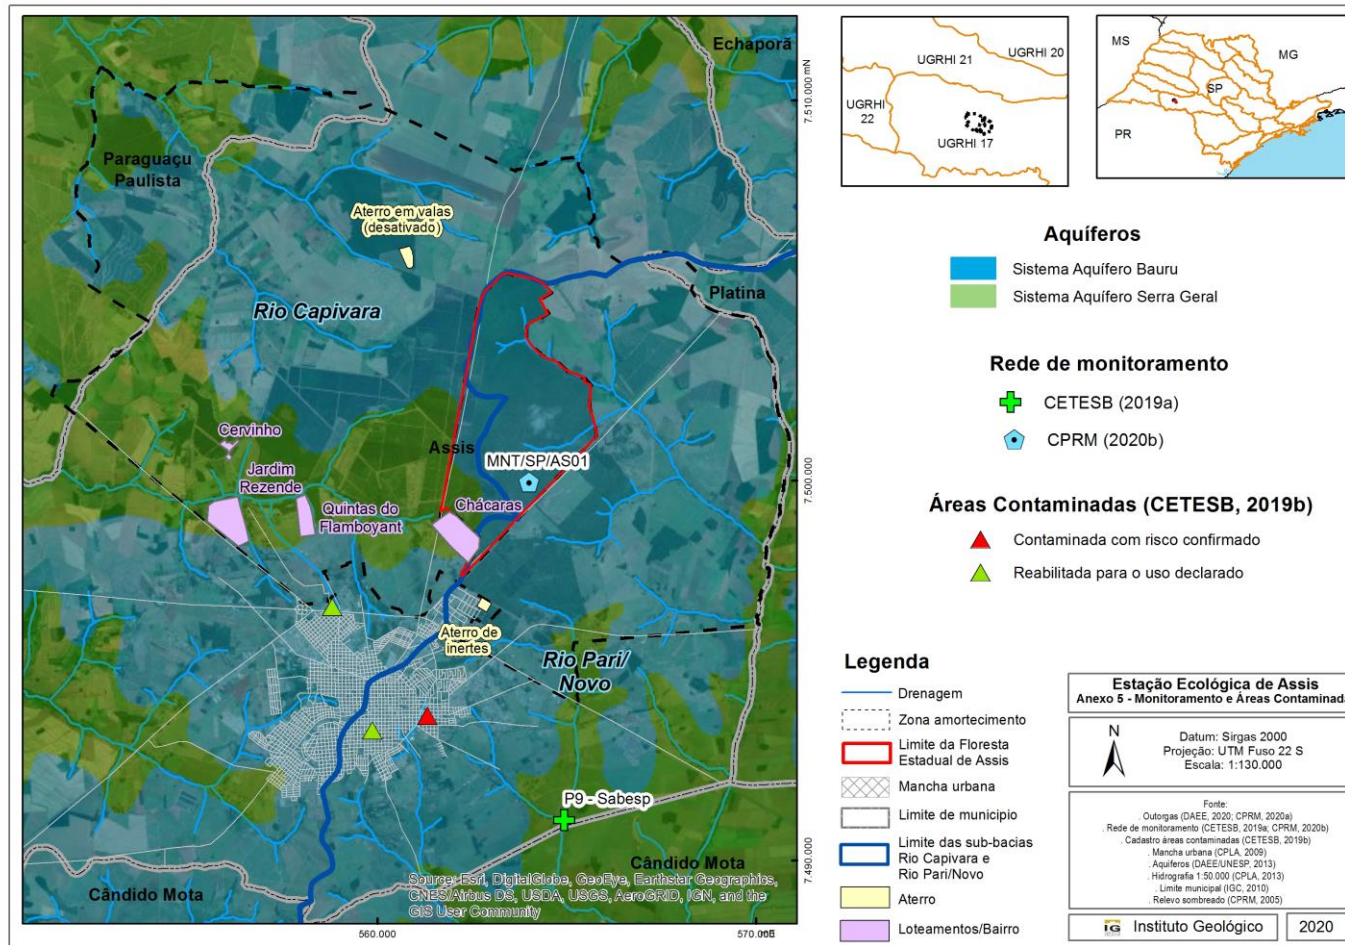 Echaporã
Paraguaçu
Paulista
Aterro em valas
(desativado)
Rio Capivara
Platina
Cervinho
Jardim
Rezende
Quintas do
Flamboyant
Assis
MNT/SP/AS01
Chácaras
Aterro de
inertes
Rio Pari/
Novo
P9 - Sabesp
Cândido Mota
Cândido Mota
Source: Esri, DigitalGlobe, GeoEye, Earthstar Geographics,
CNES/Airbus DS, USDA, USGS, AeroGRID, IGN, and the
GIS User Community
7.510.000 mN
7.500.000
7.490.000
560.000
570.000
UGRHI 21
UGRHI 20
UGRHI
22
UGRHI 17
MS
MG
SP
PR
Aquíferos
Sistema Aquífero Bauru
Sistema Aquífero Serra Geral
Rede de monitoramento
CETESB (2019a)
CPRM (2020b)
Áreas Contaminadas (CETESB, 2019b)
Contaminada com risco confirmado
Reabilitada para o uso declarado
Legenda
Drenagem
Zona amortecimento
Limite da Floresta
Estadual de Assis
Mancha urbana
Limite de municipio
Limite das sub-bacias
Rio Capivara e
Rio Pari/Novo
Aterro
Loteamentos/Bairro
Estação Ecológica de Assis
Anexo 5 - Monitoramento e Áreas Contaminada
N
Datum: Sirgas 2000
Projeção: UTM Fuso 22 S
Escala: 1:130.000
Fonte:
. Outorgas (DAEE, 2020; CPRM, 2020a)
. Rede de monitoramento (CETESB, 2019a; CPRM, 2020b)
. Cadastro áreas contaminadas (CETESB, 2019b)
. Mancha urbana (CPLA, 2009)
. Aquiferos (DAEE/UNESP, 2013)
. Hidrografia 1:50.000 (CPLA, 2013)
. Limite municipal (IGC, 2010)
. Relevo sombreado (CPRM, 2005)
IG Instituto Geológico
2020